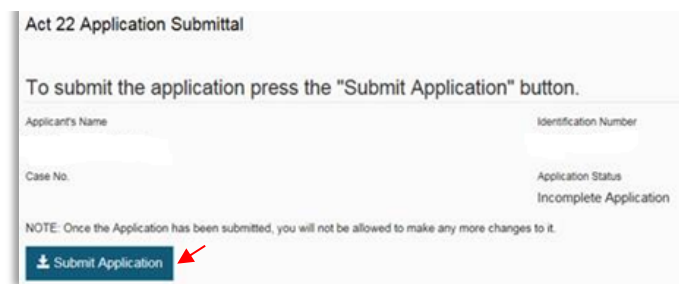 Act 22 Application Submittal
To submit the application press the "Submit Application" button.
Applicant's Name
Identification Number
Case No.
Application Status
Incomplete Application
NOTE: Once the Application has been submitted, you will not be allowed to make any more changes to it.
Submit Application